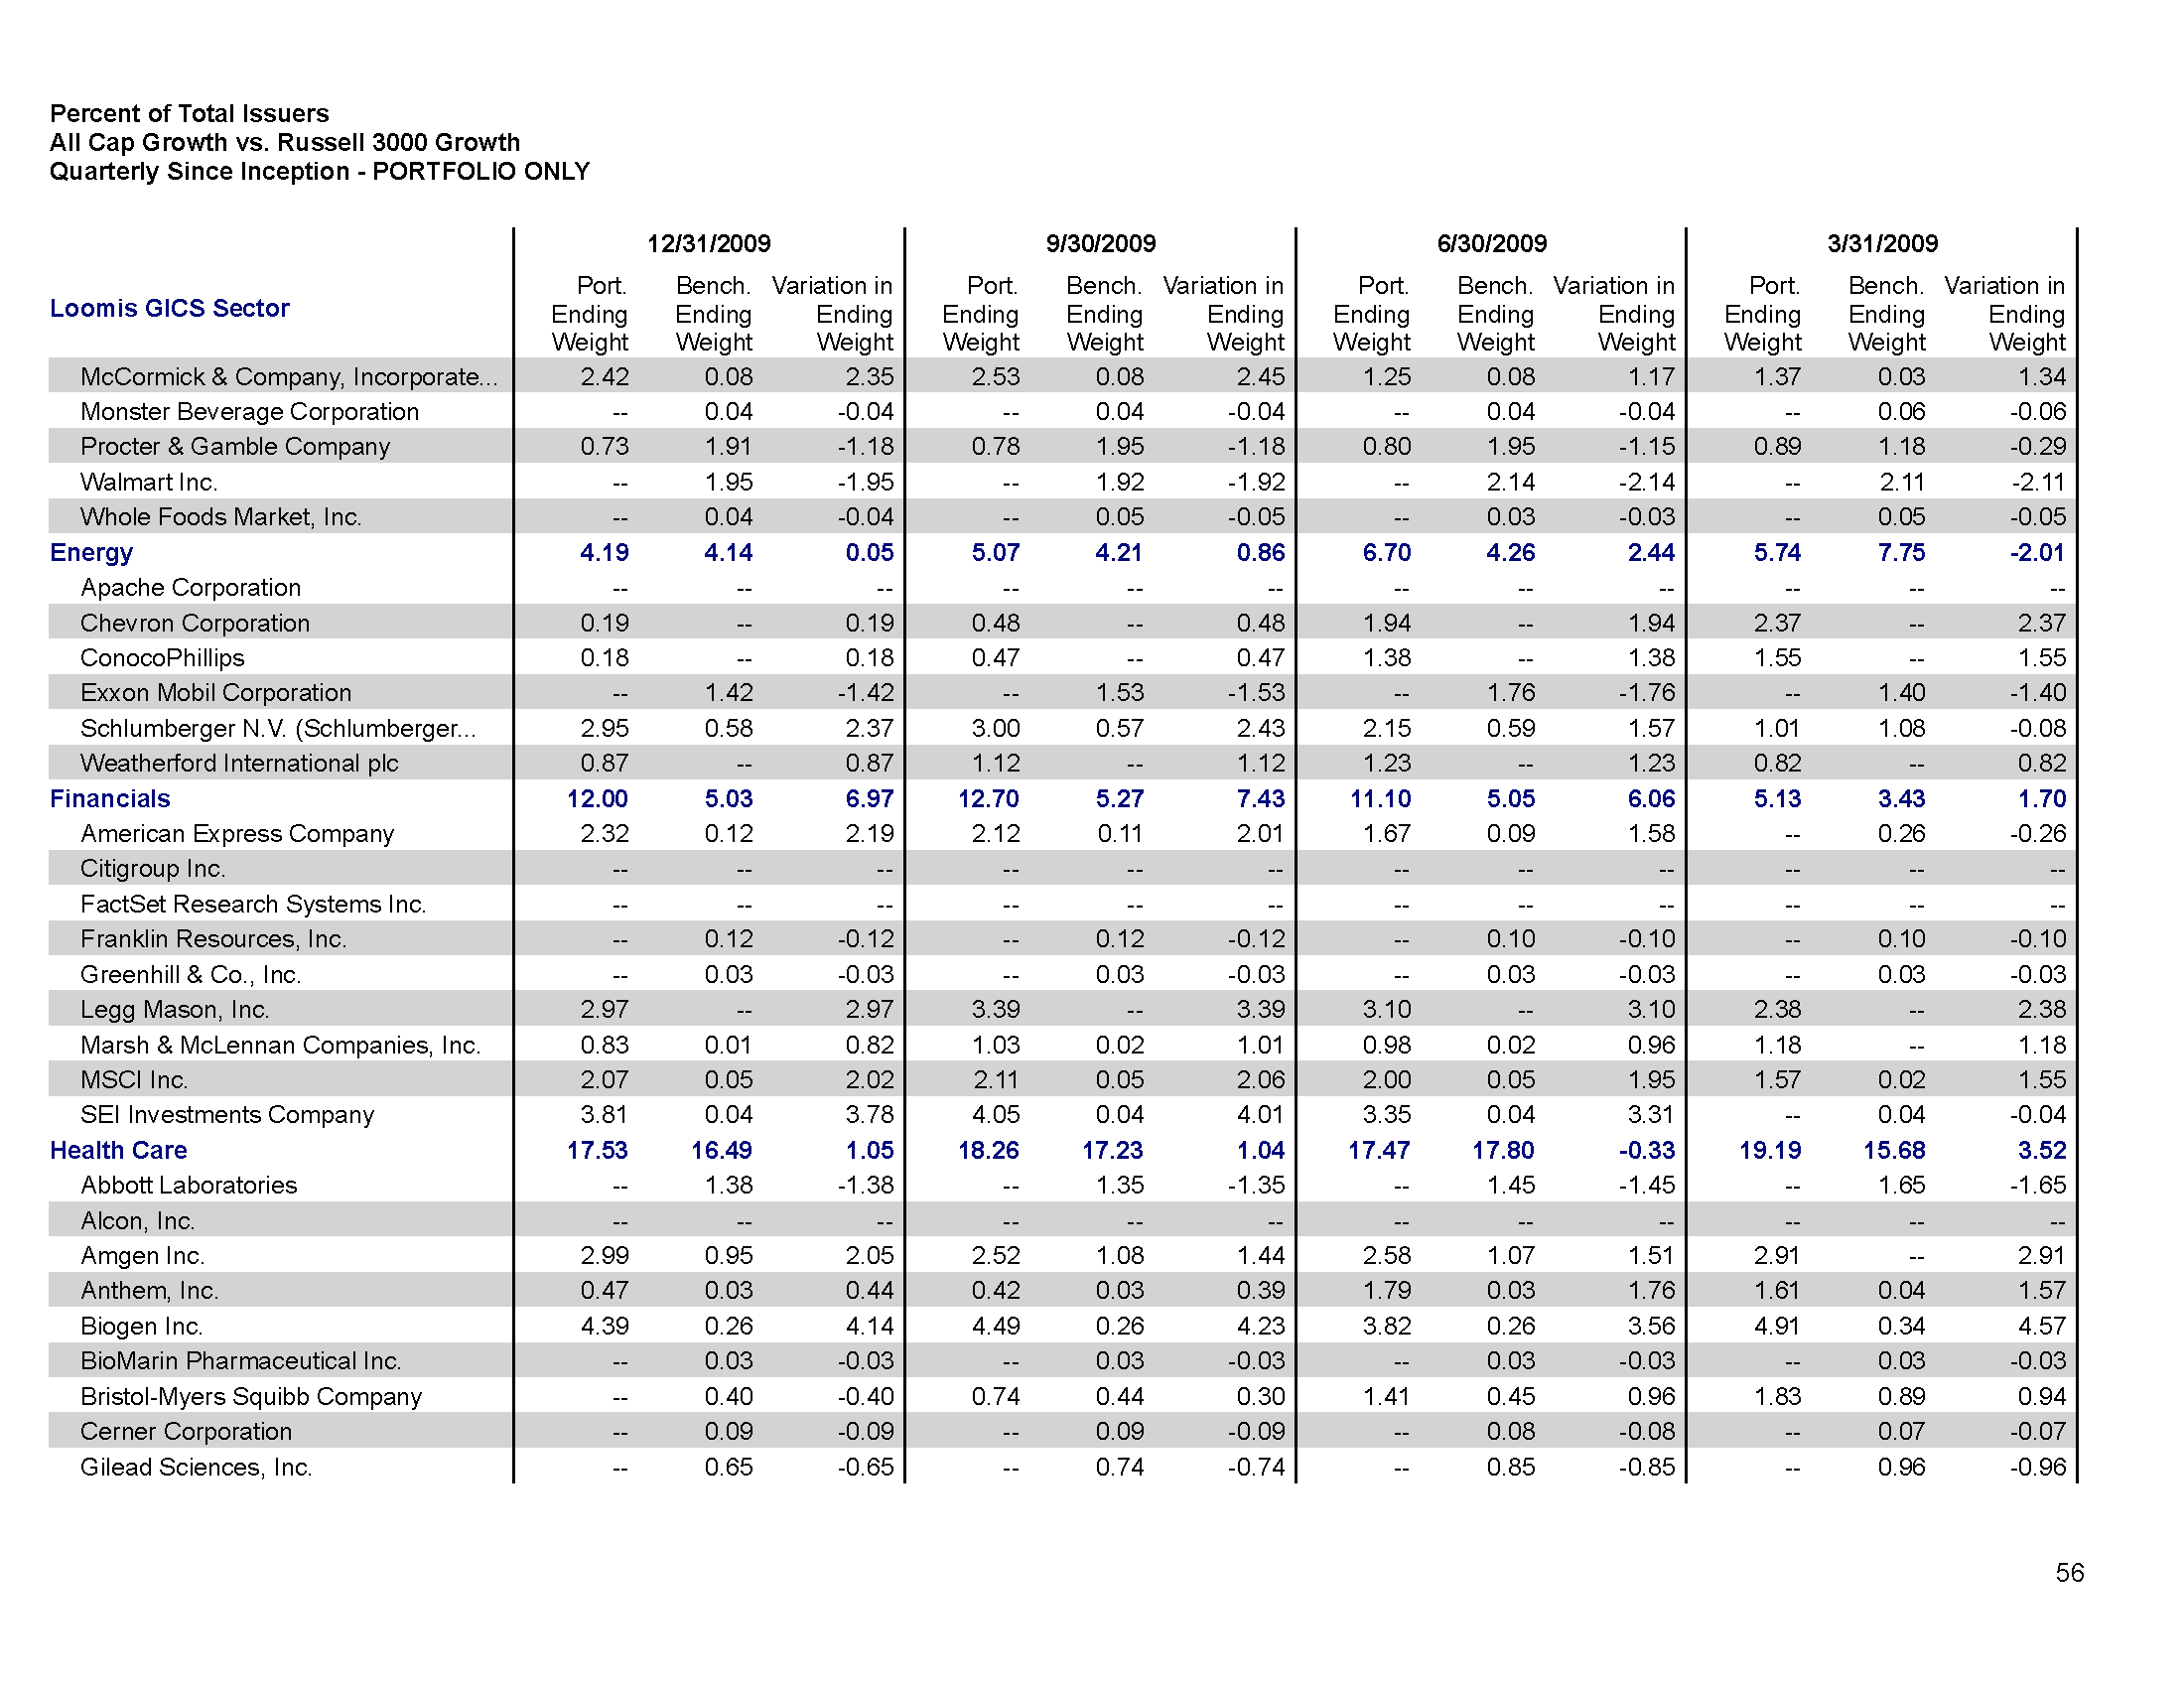 Percent of Total Issuers
All Cap Growth vs. Russell 3000 Growth
Quarterly Since Inception - PORTFOLIO ONLY
12/31/2009 9/30/2009 6/30/2009 3/31/2009
Loomis GICS Sector
Port. Bench. Variation in Port. Bench. Variation in Port. Bench. Variation in Port. Bench. Variation in
Ending Ending Ending Ending Ending Ending Ending Ending Ending Ending Ending Ending
Weight Weight Weight Weight Weight Weight Weight Weight Weight Weight Weight Weight
McCormick & Company, Incorporate... 2.42 0.08 2.35 2.53 0.08 2.45 1.25 0.08 1.17 1.37 0.03 1.34
Monster Beverage Corporation -- 0.04 -0.04 -- 0.04 -0.04 -- 0.04 -0.04 -- 0.06 -0.06
Procter & Gamble Company 0.73 1.91 -1.18 0.78 1.95 -1.18 0.80 1.95 -1.15 0.89 1.18 -0.29
Walmart Inc. -- 1.95 -1.95 -- 1.92 -1.92 -- 2.14 -2.14 -- 2.11 -2.11
Whole Foods Market, Inc. -- 0.04 -0.04 -- 0.05 -0.05 -- 0.03 -0.03 -- 0.05 -0.05
Energy 4.19 4.14 0.05 5.07 4.21 0.86 6.70 4.26 2.44 5.74 7.75 -2.01
Apache Corporation -- -- -- -- -- -- -- -- -- -- -- --
Chevron Corporation 0.19 -- 0.19 0.48 -- 0.48 1.94 -- 1.94 2.37 -- 2.37
ConocoPhillips 0.18 -- 0.18 0.47 -- 0.47 1.38 -- 1.38 1.55 -- 1.55
Exxon Mobil Corporation -- 1.42 -1.42 -- 1.53 -1.53 -- 1.76 -1.76 -- 1.40 -1.40
Schlumberger N.V. (Schlumberger... 2.95 0.58 2.37 3.00 0.57 2.43 2.15 0.59 1.57 1.01 1.08 -0.08
Weatherford International plc 0.87 -- 0.87 1.12 -- 1.12 1.23 -- 1.23 0.82 -- 0.82
Financials 12.00 5.03 6.97 12.70 5.27 7.43 11.10 5.05 6.06 5.13 3.43 1.70
American Express Company 2.32 0.12 2.19 2.12 0.11 2.01 1.67 0.09 1.58 -- 0.26 -0.26
Citigroup Inc. -- -- -- -- -- -- -- -- -- -- -- --
FactSet Research Systems Inc. -- -- -- -- -- -- -- -- -- -- -- --
Franklin Resources, Inc. -- 0.12 -0.12 -- 0.12 -0.12 -- 0.10 -0.10 -- 0.10 -0.10
Greenhill & Co., Inc. -- 0.03 -0.03 -- 0.03 -0.03 -- 0.03 -0.03 -- 0.03 -0.03
Legg Mason, Inc. 2.97 -- 2.97 3.39 -- 3.39 3.10 -- 3.10 2.38 -- 2.38
Marsh & McLennan Companies, Inc. 0.83 0.01 0.82 1.03 0.02 1.01 0.98 0.02 0.96 1.18 -- 1.18
MSCI Inc. 2.07 0.05 2.02 2.11 0.05 2.06 2.00 0.05 1.95 1.57 0.02 1.55
SEI Investments Company 3.81 0.04 3.78 4.05 0.04 4.01 3.35 0.04 3.31 -- 0.04 -0.04
Health Care 17.53 16.49 1.05 18.26 17.23 1.04 17.47 17.80 -0.33 19.19 15.68 3.52
Abbott Laboratories -- 1.38 -1.38 -- 1.35 -1.35 -- 1.45 -1.45 -- 1.65 -1.65
Alcon, Inc. -- -- -- -- -- -- -- -- -- -- -- --
Amgen Inc. 2.99 0.95 2.05 2.52 1.08 1.44 2.58 1.07 1.51 2.91 -- 2.91
Anthem, Inc. 0.47 0.03 0.44 0.42 0.03 0.39 1.79 0.03 1.76 1.61 0.04 1.57
Biogen Inc. 4.39 0.26 4.14 4.49 0.26 4.23 3.82 0.26 3.56 4.91 0.34 4.57
BioMarin Pharmaceutical Inc. -- 0.03 -0.03 -- 0.03 -0.03 -- 0.03 -0.03 -- 0.03 -0.03
Bristol-Myers Squibb Company -- 0.40 -0.40 0.74 0.44 0.30 1.41 0.45 0.96 1.83 0.89 0.94
Cerner Corporation -- 0.09 -0.09 -- 0.09 -0.09 -- 0.08 -0.08 -- 0.07 -0.07
Gilead Sciences, Inc. -- 0.65 -0.65 -- 0.74 -0.74 -- 0.85 -0.85 -- 0.96 -0.96
56